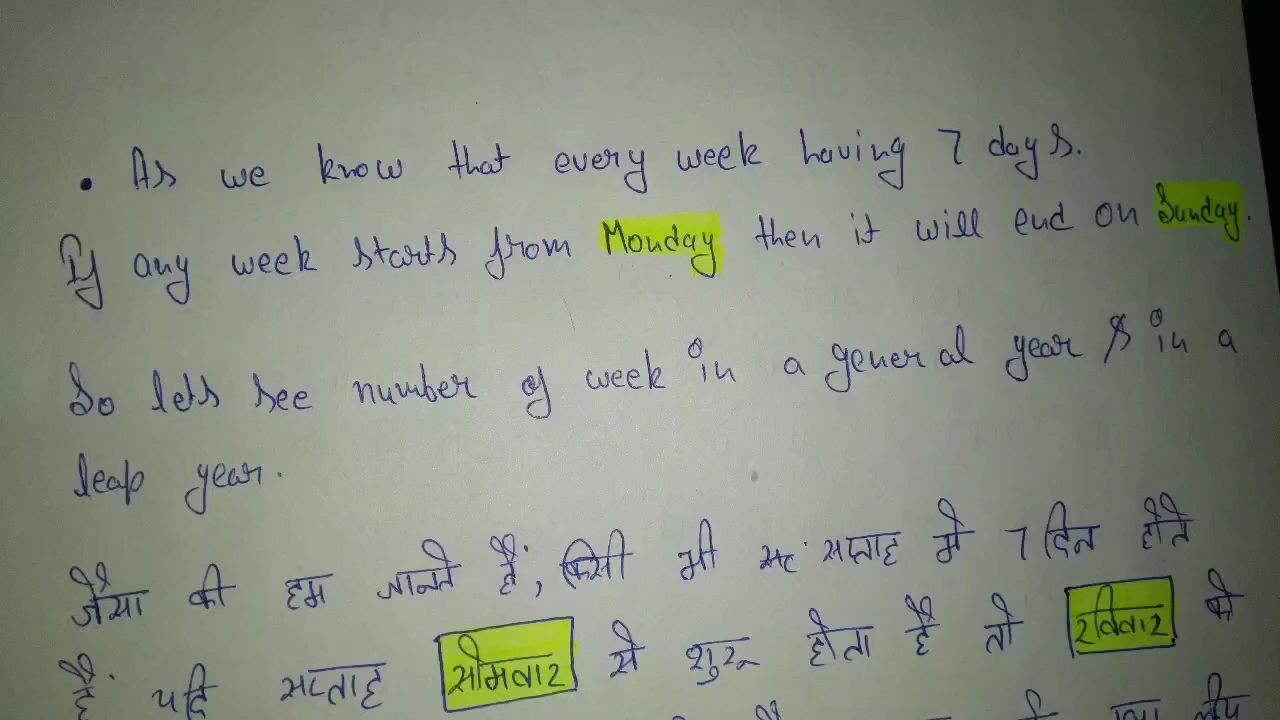 • As we know that every week having 7 days.
If any week starts from Monday then it will end on Sunday.
So lets see number of week in a general year & in a
leap year.
जैसा की हम जानते हैं, किसी भी सप्ताह मे 7 दिन होते
हैं. यदि सप्ताह सोमवार से शुरू होता है तो रविवार को